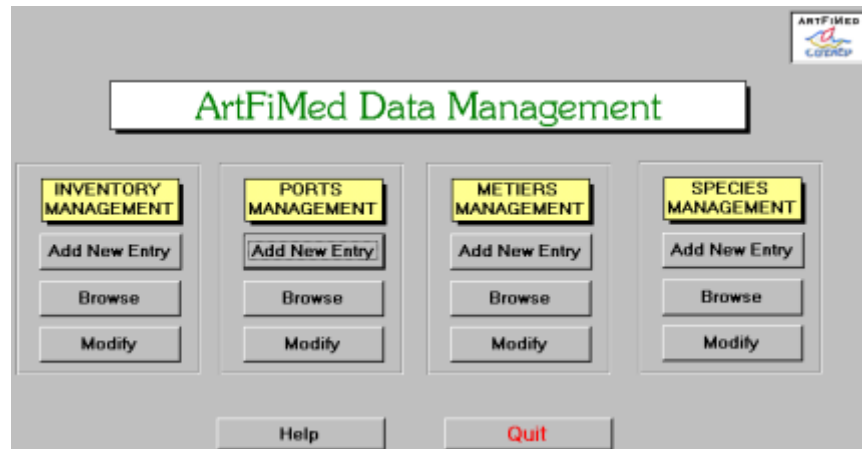 ArtFiMed
COPEMED
ArtFiMed Data Management
INVENTORY
MANAGEMENT
Add New Entry
Browse
Modify
PORTS
MANAGEMENT
Add New Entry
Browse
Modify
METIERS
MANAGEMENT
Add New Entry
Browse
Modify
SPECIES
MANAGEMENT
Add New Entry
Browse
Modify
Help
Quit